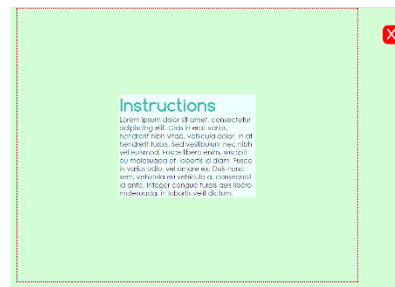 X
Instructions
Lorem ipsum dolor sit amet, consectetur
adipiscing elit. Cras in erat varius,
hendrerit nibh vitae, vehicula dolor. In at
hendrerit turpis. Sed vestibulum nec nibh
vel euismod. Fusce libero enim, suscipit
eu malesuada at, lobortis id diam. Fusce
in varius odio, vel ornare ex. Duis nunc
sem, vehicula eu vehicula a, consequat
id ante. Integer congue turpis quis libero
malesuada, in lobortis velit dictum.